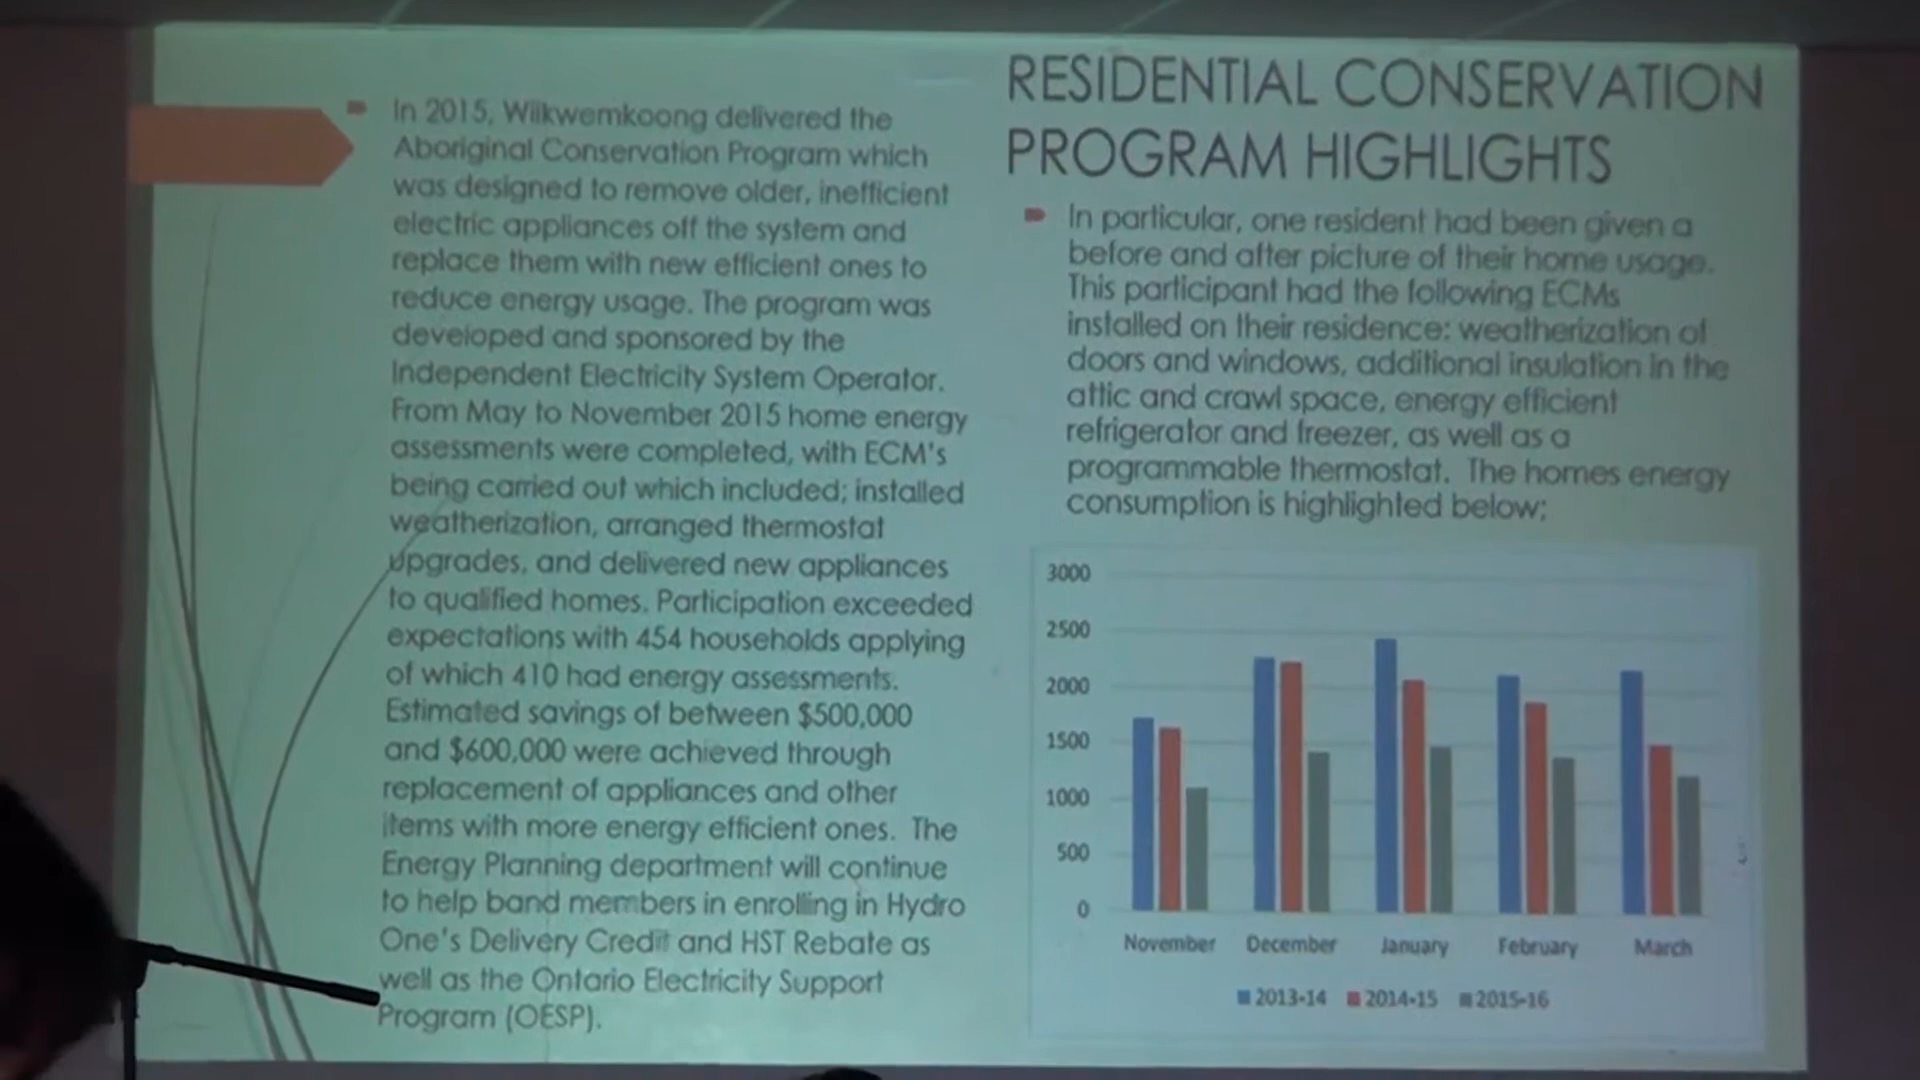 In 2015, Wiikwemkoong delivered the
Aboriginal Conservation Program which
was designed to remove older, inefficient
electric appliances off the system and
replace them with new efficient ones to
reduce energy usage. The program was
developed and sponsored by the
Independent Electricity System Operator.
From May to November 2015 home energy
assessments were completed, with ECM's
being carried out which included; installed
weatherization, arranged thermostat
upgrades, and delivered new appliances
to qualified homes. Participation exceeded
expectations with 454 households applying
of which 410 had energy assessments.
Estimated savings of between $500,000
and $600,000 were achieved through
replacement of appliances and other
items with more energy efficient ones. The
Energy Planning department will continue
to help band members in enrolling in Hydro
One's Delivery Credit and HST Rebate as
well as the Ontario Electricity Support
Program (OESP).
RESIDENTIAL CONSERVATION
PROGRAM HIGHLIGHTS
In particular, one resident had been given a
before and after picture of their home usage.
This participant had the following ECMs
installed on their residence: weatherization of
doors and windows, additional insulation in the
attic and crawl space, energy efficient
refrigerator and freezer, as well as a
programmable thermostat. The homes energy
consumption is highlighted below;
3000
2500
2000
1500
1000
500
0
November December January February March
2013-14 2014-15 2015-16